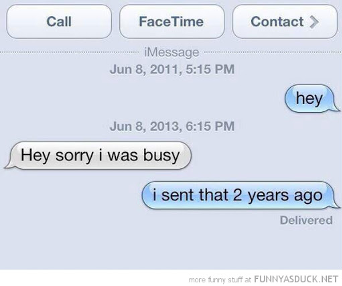 Call FaceTime Contact
iMessage
Jun 8, 2011, 5:15 PM
hey
Jun 8, 2013, 6:15 PM
Hey sorry i was busy
i sent that 2 years ago
Delivered
more funny stuff at FUNNYASDUCK.NET